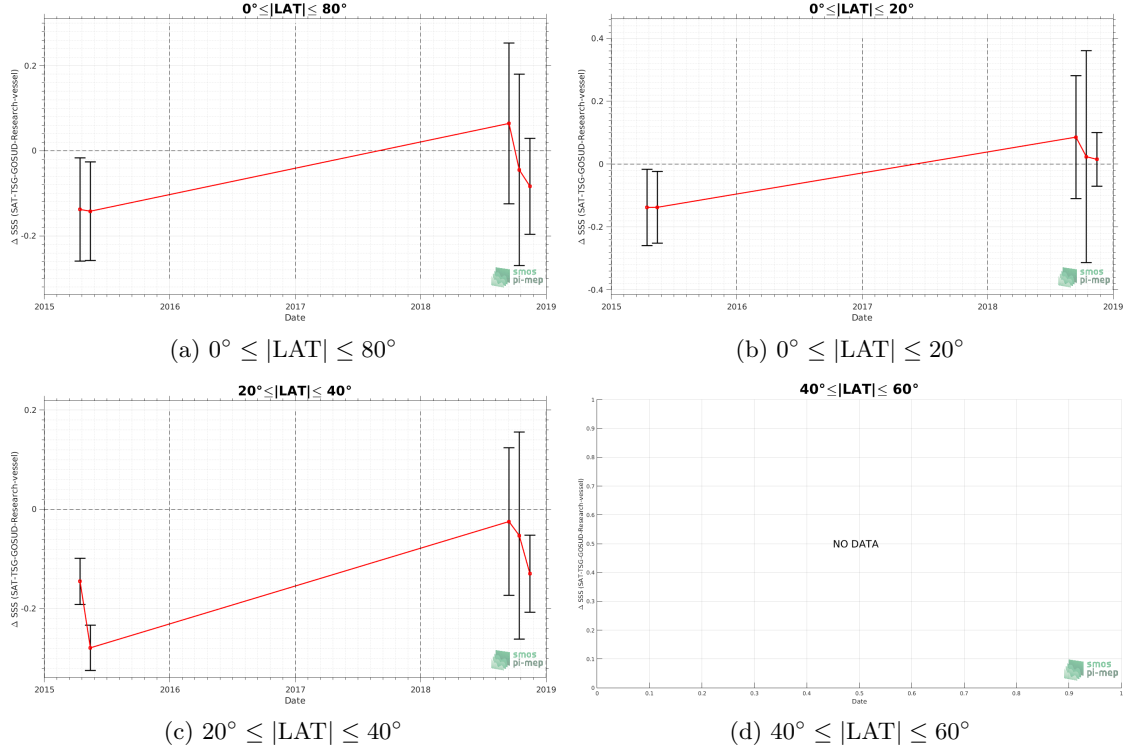 0°≤|LAT|≤ 80°
Δ SSS (SAT-TSG-GOSUD-Research-vessel)
0.2
0
-0.2
2015
2016
2017
2018
2019
Date
smos
pi-mep
(a) 0° ≤ |LAT| ≤ 80°
0°≤|LAT|≤ 20°
Δ SSS (SAT-TSG-GOSUD-Research-vessel)
0.4
0.2
0
-0.2
-0.4
2015
2016
2017
2018
2019
Date
smos
pi-mep
(b) 0° ≤ |LAT| ≤ 20°
20°≤|LAT|≤ 40°
Δ SSS (SAT-TSG-GOSUD-Research-vessel)
0.2
0
-0.2
2015
2016
2017
2018
2019
Date
smos
pi-mep
(c) 20° ≤ |LAT| ≤ 40°
40°≤|LAT|≤ 60°
Δ SSS (SAT-TSG-GOSUD-Research-vessel)
1
0.9
0.8
0.7
0.6
0.5
0.4
0.3
0.2
0.1
0
NO DATA
0
0.1
0.2
0.3
0.4
0.5
0.6
0.7
0.8
0.9
1
Date
smos
pi-mep
(d) 40° ≤ |LAT| ≤ 60°